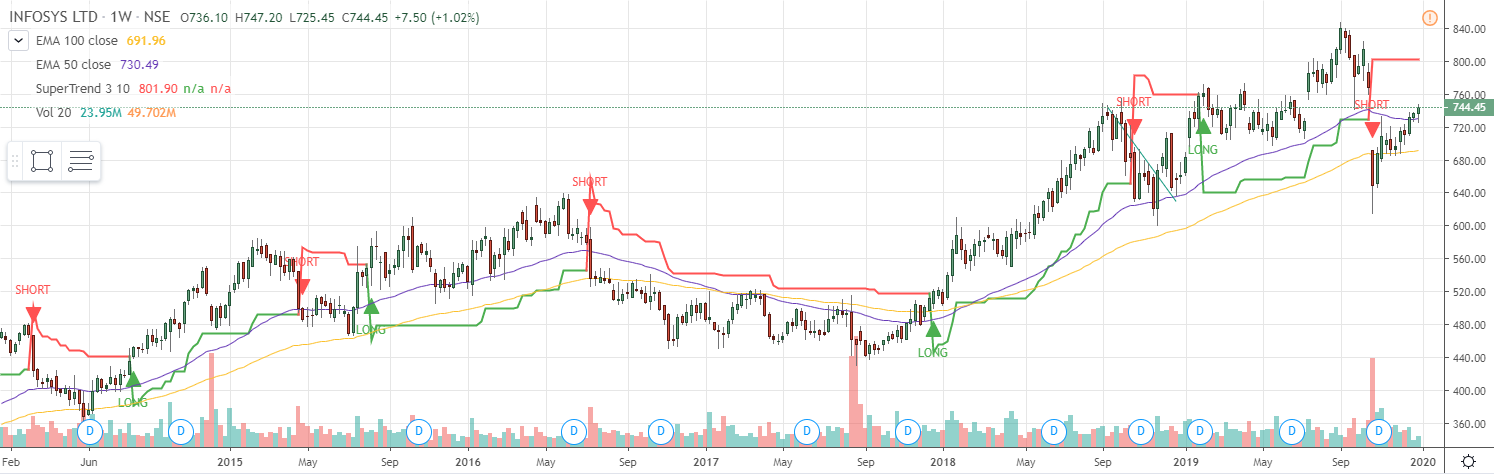 INFOSYS LTD · 1W · NSE O736.10 H747.20 L725.45 C744.45 +7.50 (+1.02%)
EMA 100 close 691.96
EMA 50 close 730.49
SuperTrend 3 10 801.90 n/a n/a
Vol 20 23.95M 49.702M
840.00
800.00
760.00
744.45
720.00
680.00
640.00
600.00
560.00
520.00
480.00
440.00
400.00
360.00
SHORT
LONG
SHORT
LONG
SHORT
LONG
SHORT
LONG
SHORT
D D D D D D D D D D D D
Feb Jun 2015 May Sep 2016 May Sep 2017 May Sep 2018 May Sep 2019 May Sep 2020